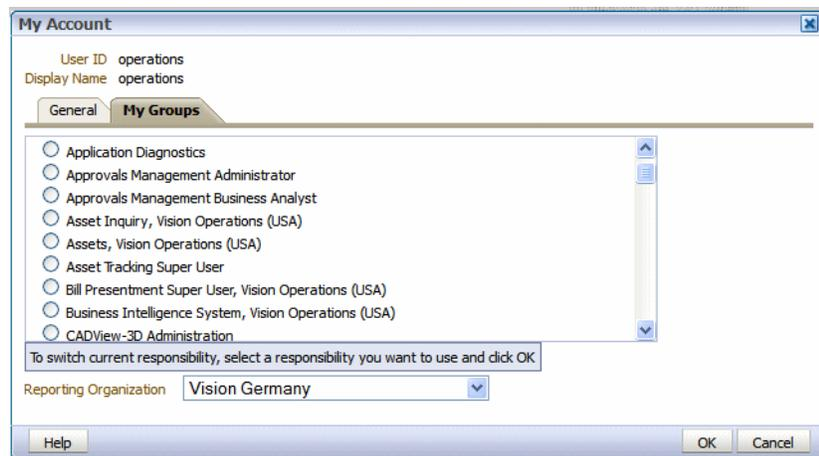 My Account
User ID operations
Display Name operations
General My Groups
Application Diagnostics
Approvals Management Administrator
Approvals Management Business Analyst
Asset Inquiry, Vision Operations (USA)
Assets, Vision Operations (USA)
Asset Tracking Super User
Bill Presentment Super User, Vision Operations (USA)
Business Intelligence System, Vision Operations (USA)
CADView-3D Administration
To switch current responsibility, select a responsibility you want to use and click OK
Reporting Organization Vision Germany
Help OK Cancel